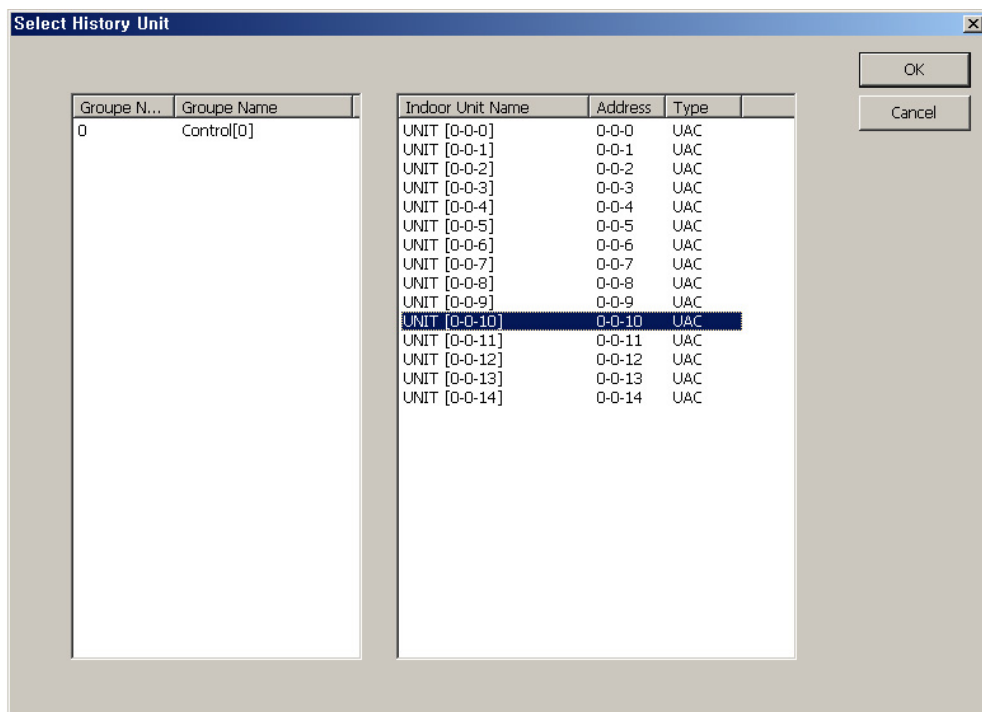 Select History Unit
OK
Cancel
Groupe N... Groupe Name
0 Control[0]
Indoor Unit Name Address Type
UNIT [0-0-0] 0-0-0 UAC
UNIT [0-0-1] 0-0-1 UAC
UNIT [0-0-2] 0-0-2 UAC
UNIT [0-0-3] 0-0-3 UAC
UNIT [0-0-4] 0-0-4 UAC
UNIT [0-0-5] 0-0-5 UAC
UNIT [0-0-6] 0-0-6 UAC
UNIT [0-0-7] 0-0-7 UAC
UNIT [0-0-8] 0-0-8 UAC
UNIT [0-0-9] 0-0-9 UAC
UNIT [0-0-10] 0-0-10 UAC
UNIT [0-0-11] 0-0-11 UAC
UNIT [0-0-12] 0-0-12 UAC
UNIT [0-0-13] 0-0-13 UAC
UNIT [0-0-14] 0-0-14 UAC